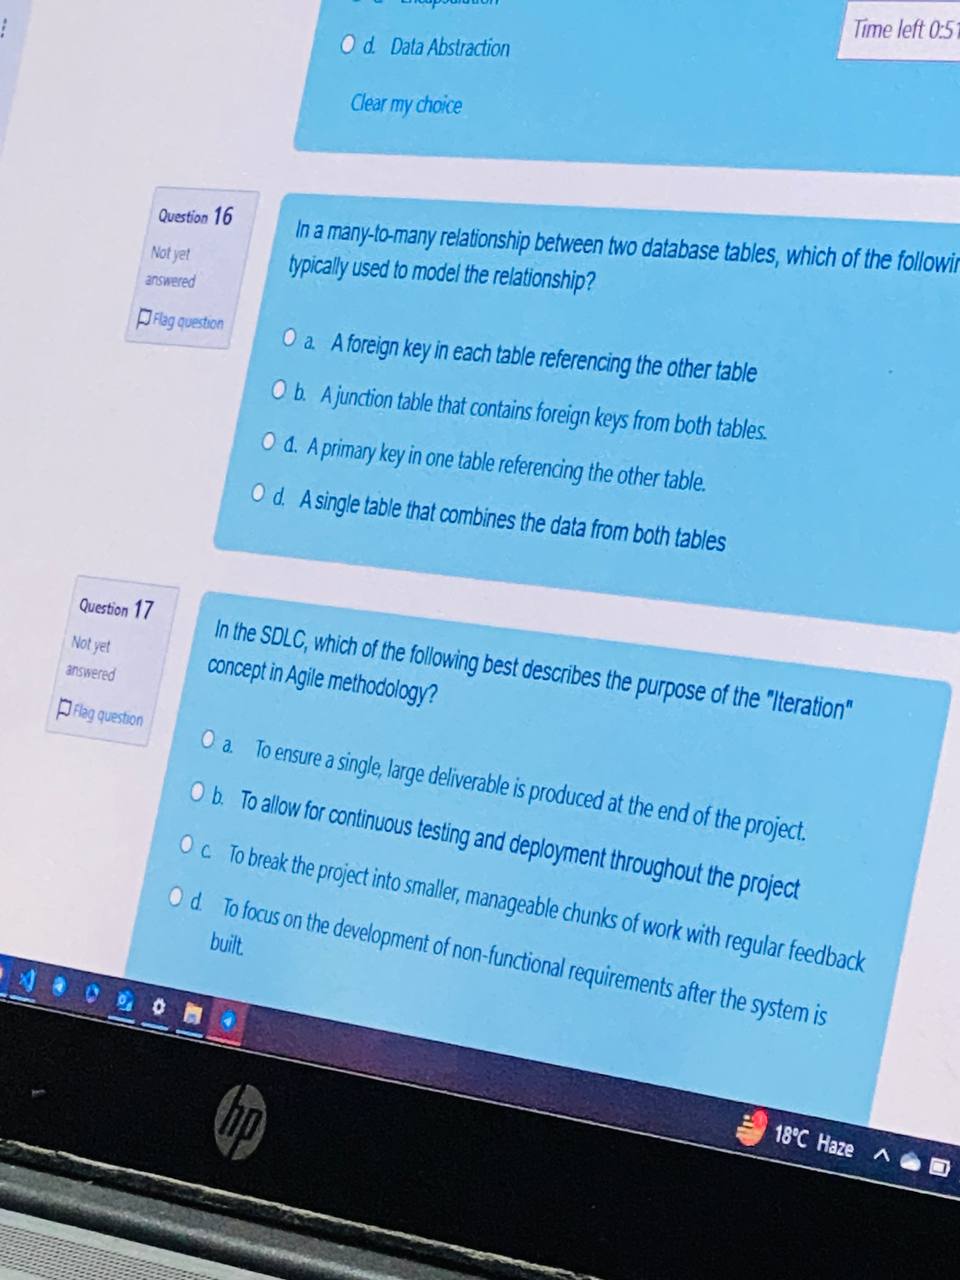 d. Data Abstraction
Time left 0:51
Clear my choice
Question 16
Not yet
answered
Flag question
In a many-to-many relationship between two database tables, which of the followin
typically used to model the relationship?
a. A foreign key in each table referencing the other table
b. A junction table that contains foreign keys from both tables.
d. A primary key in one table referencing the other table.
d. A single table that combines the data from both tables
Question 17
Not yet
answered
Flag question
In the SDLC, which of the following best describes the purpose of the "Iteration"
concept in Agile methodology?
a. To ensure a single, large deliverable is produced at the end of the project.
b. To allow for continuous testing and deployment throughout the project
c. To break the project into smaller, manageable chunks of work with regular feedback
d. To focus on the development of non-functional requirements after the system is
built.
18°C Haze
hp